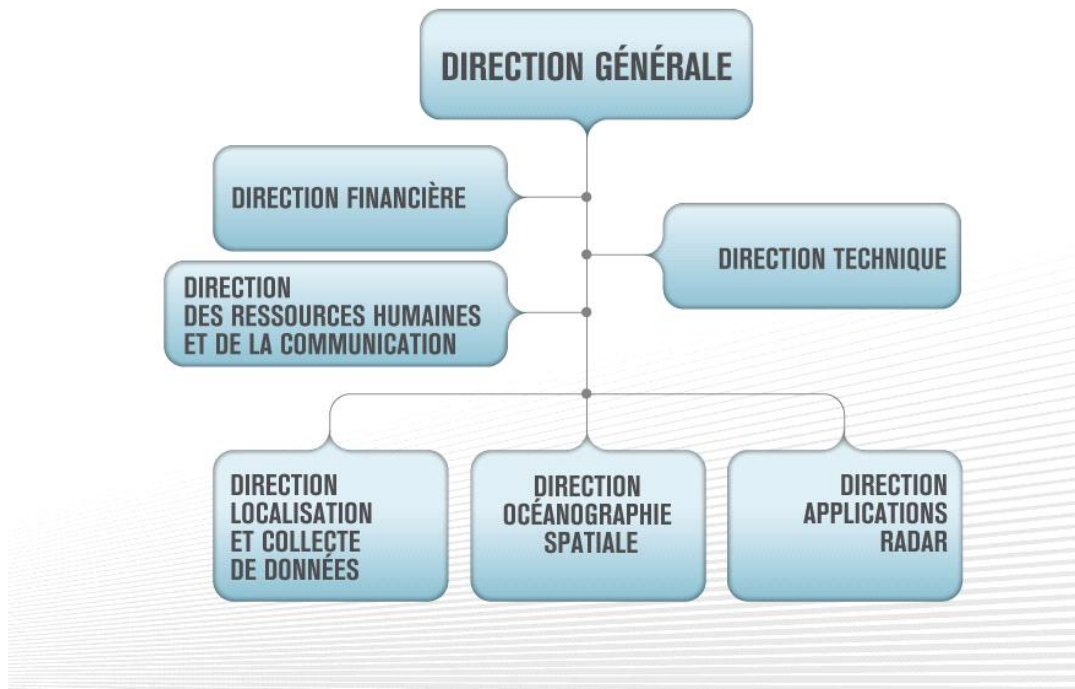 DIRECTION GÉNÉRALE
DIRECTION FINANCIÈRE
DIRECTION TECHNIQUE
DIRECTION
DES RESSOURCES HUMAINES
ET DE LA COMMUNICATION
DIRECTION
LOCALISATION
ET COLLECTE
DE DONNÉES
DIRECTION
OCÉANOGRAPHIE
SPATIALE
DIRECTION
APPLICATIONS
RADAR